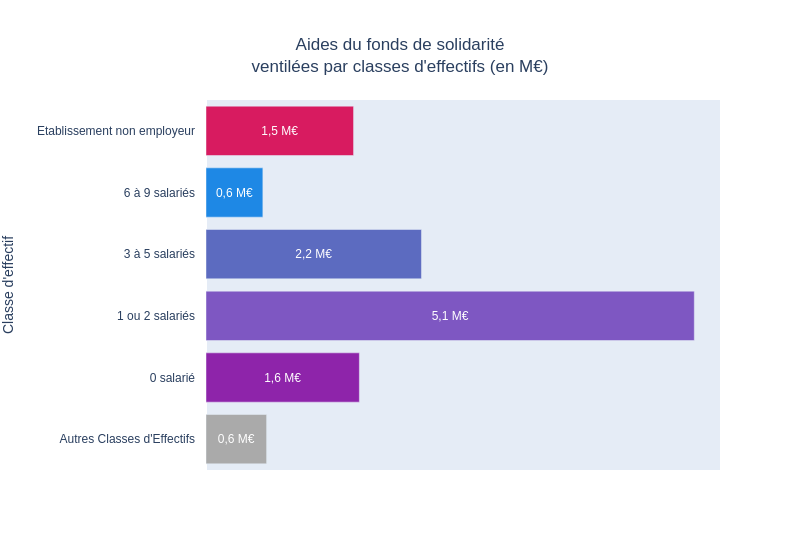 Aides du fonds de solidarité
ventilées par classes d'effectifs (en M€)
Classe d'effectif
Etablissement non employeur
1,5 M€
6 à 9 salariés
0,6 M€
3 à 5 salariés
2,2 M€
1 ou 2 salariés
5,1 M€
0 salarié
1,6 M€
Autres Classes d'Effectifs
0,6 M€